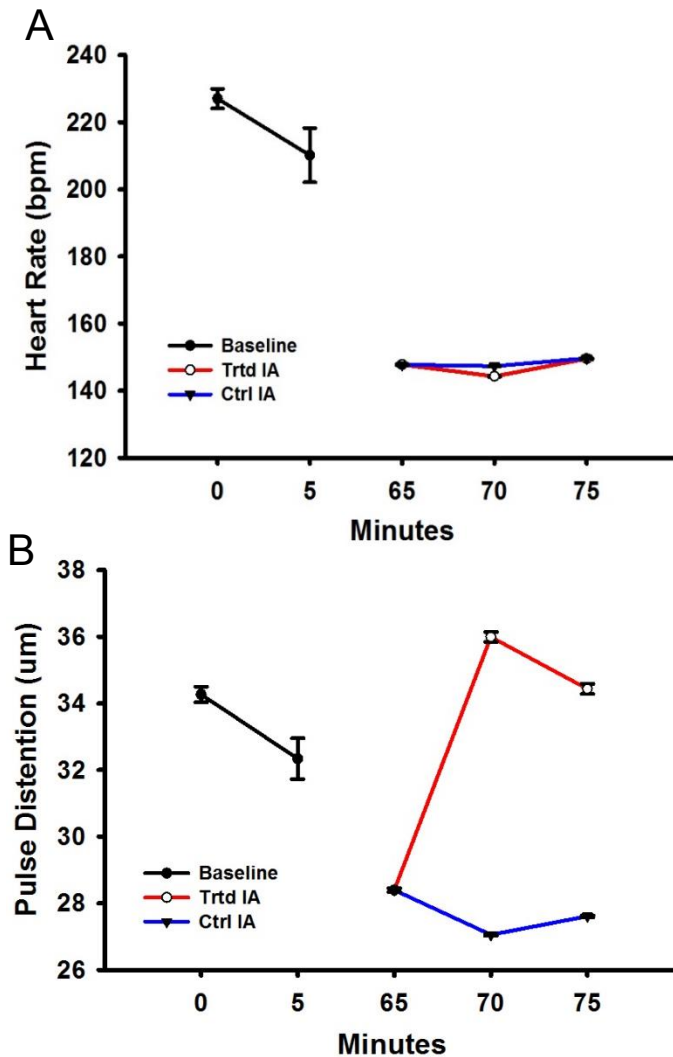 A
240
220
200
180
160
140
120
Heart Rate (bpm)
Baseline
Trtd IA
Ctrl IA
0 5 65 70 75
Minutes
B
38
36
34
32
30
28
26
Pulse Distention (um)
Baseline
Trtd IA
Ctrl IA
0 5 65 70 75
Minutes